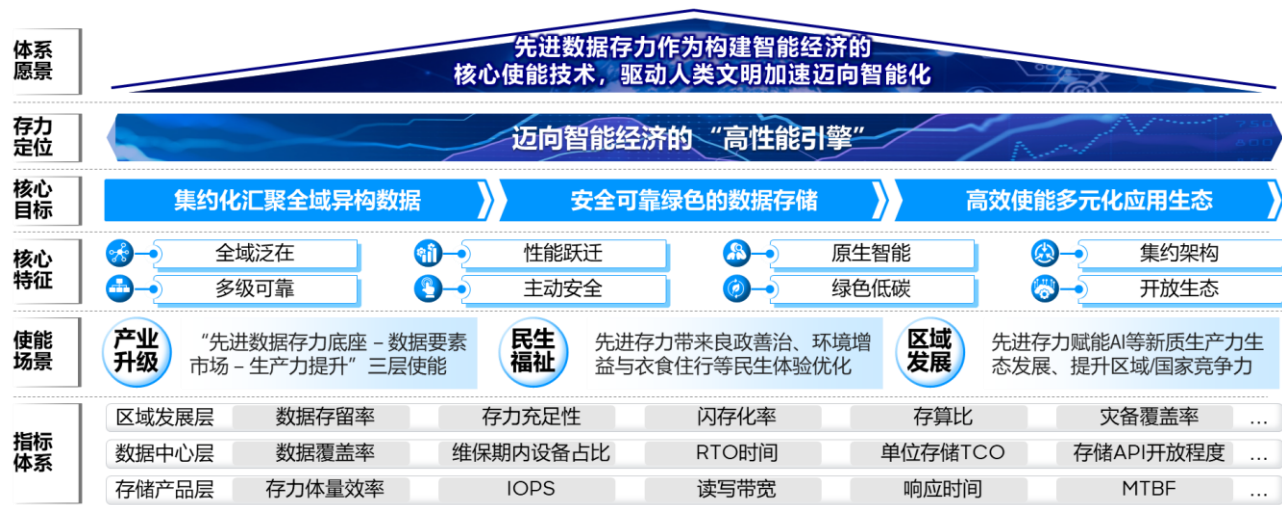 体系
愿景
先进数据存力作为构建智能经济的
核心使能技术，驱动人类文明加速迈向智能化
存力
定位
迈向智能经济的“高性能引擎”
核心
目标
集约化汇聚全域异构数据
安全可靠绿色的数据存储
高效使能多元化应用生态
核心
特征
全域泛在
性能跃迁
原生智能
集约架构
多级可靠
主动安全
绿色低碳
开放生态
使能
场景
产业
升级
“先进数据存力底座 – 数据要素
市场 – 生产力提升”三层使能
民生
福祉
先进存力带来良政善治、环境增
益与衣食住行等民生体验优化
区域
发展
先进存力赋能AI等新质生产力生
态发展、提升区域/国家竞争力
指标
体系
区域发展层 数据存留率 存力充足性 闪存化率 存算比 灾备覆盖率 ...
数据中心层 数据覆盖率 维保期内设备占比 RTO时间 单位存储TCO 存储API开放程度 ...
存储产品层 存力体量效率 IOPS 读写带宽 响应时间 MTBF ...